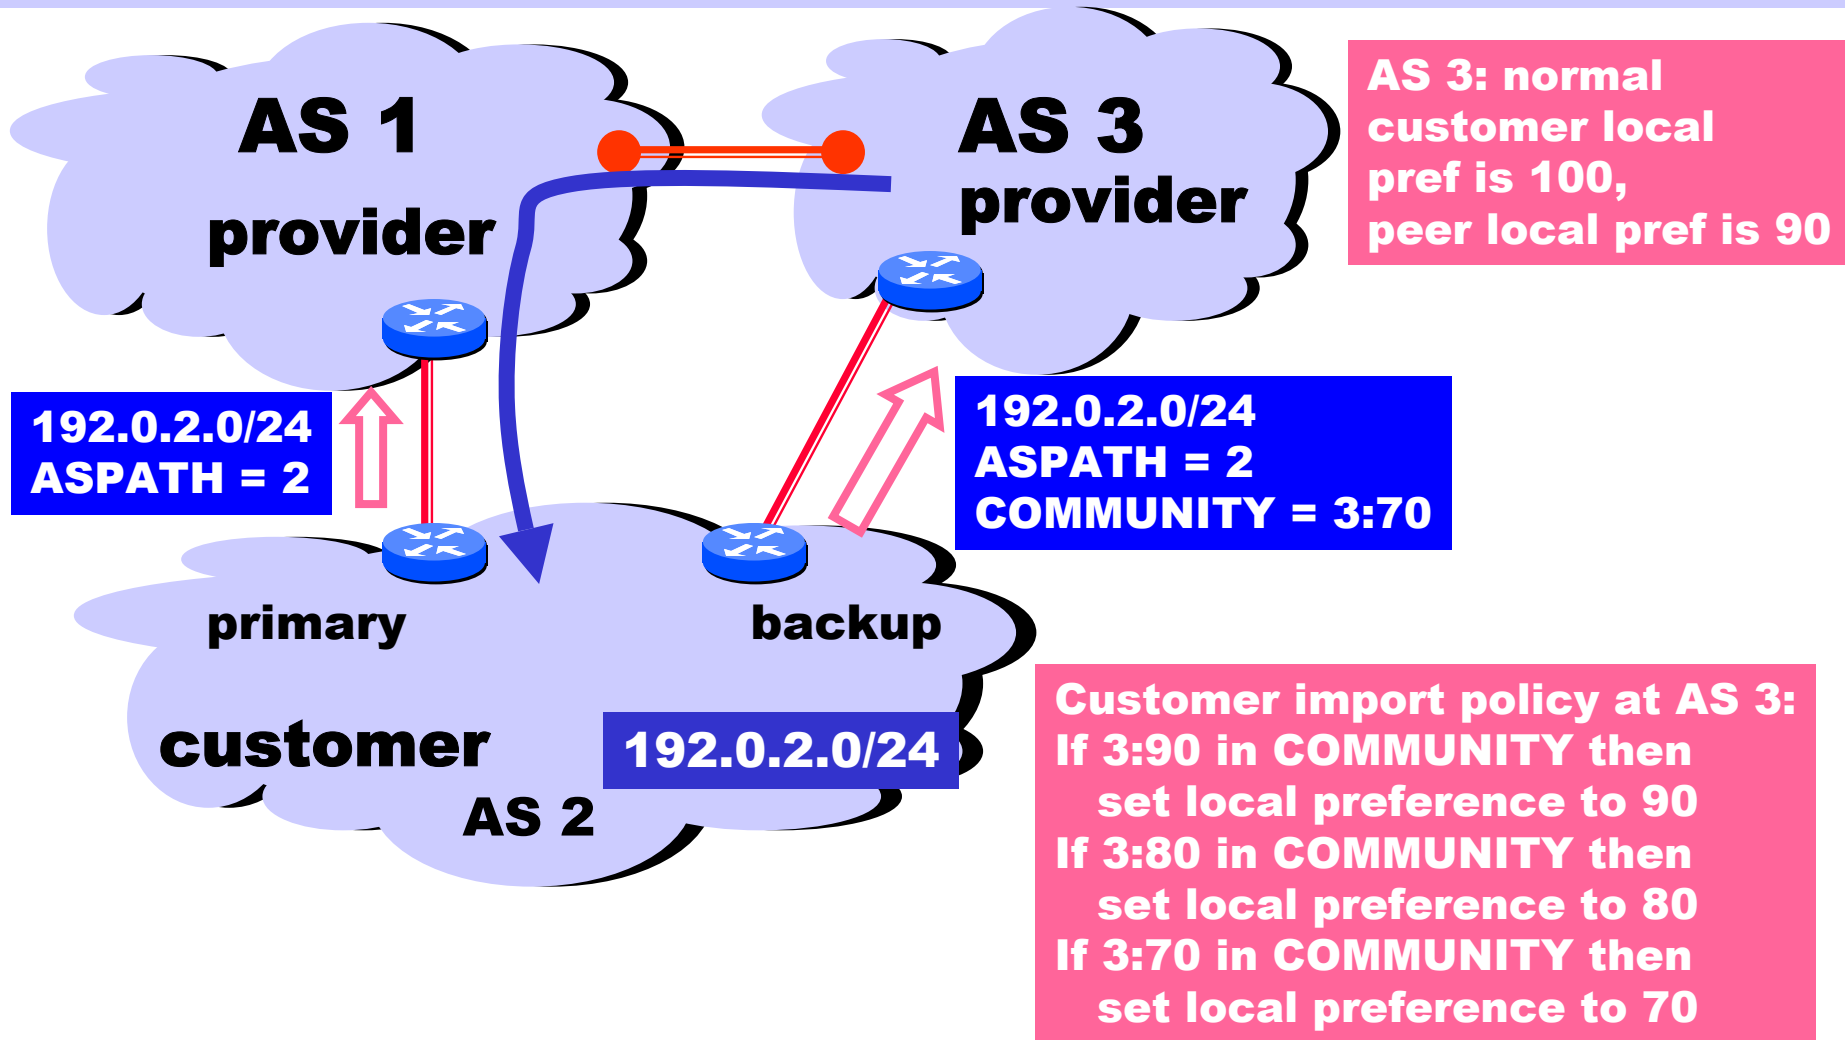 AS 1
provider
AS 3
provider
AS 3: normal
customer local
pref is 100,
peer local pref is 90
192.0.2.0/24
ASPATH = 2
192.0.2.0/24
ASPATH = 2
COMMUNITY = 3:70
primary
backup
customer
192.0.2.0/24
AS 2
Customer import policy at AS 3:
If 3:90 in COMMUNITY then
set local preference to 90
If 3:80 in COMMUNITY then
set local preference to 80
If 3:70 in COMMUNITY then
set local preference to 70